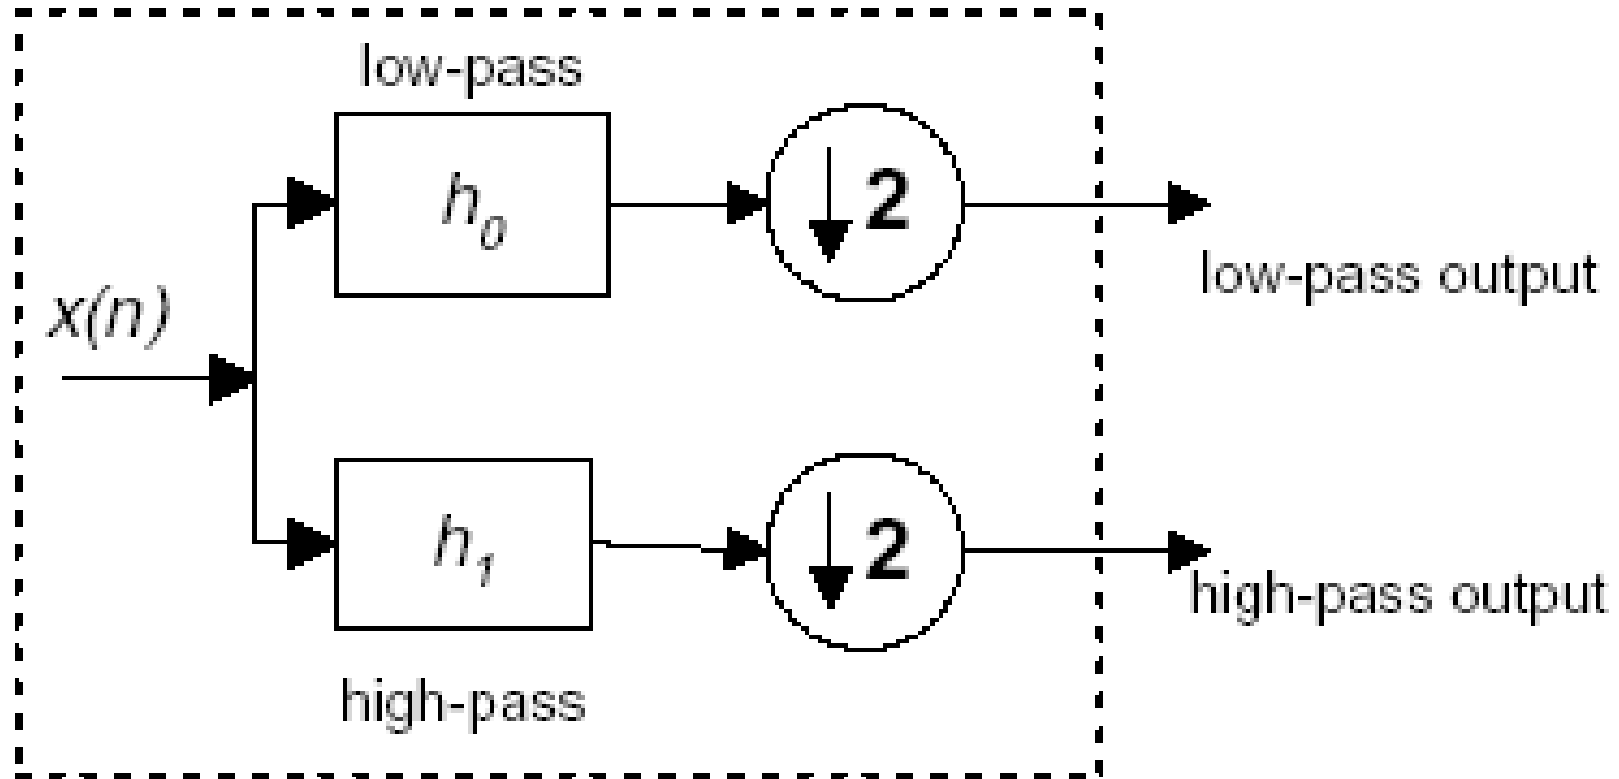 low-pass
h0
2
x(n)
low-pass output
h1
2
high-pass output
high-pass